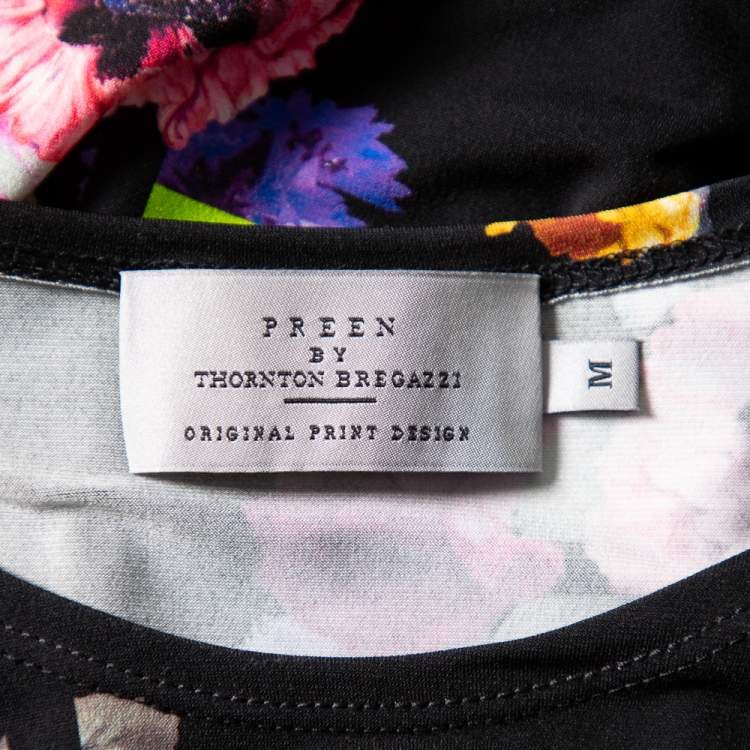 PREEN
BY
THORNTON BREGAZZI
ORIGINAL PRINT DESIGN
M